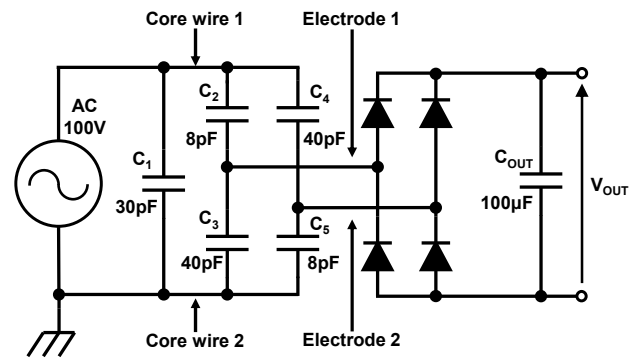 Core wire 1
Electrode 1
AC
100V
C1
30pF
C2
8pF
C4
40pF
C3
40pF
C5
8pF
COUT
100µF
VOUT
Core wire 2
Electrode 2